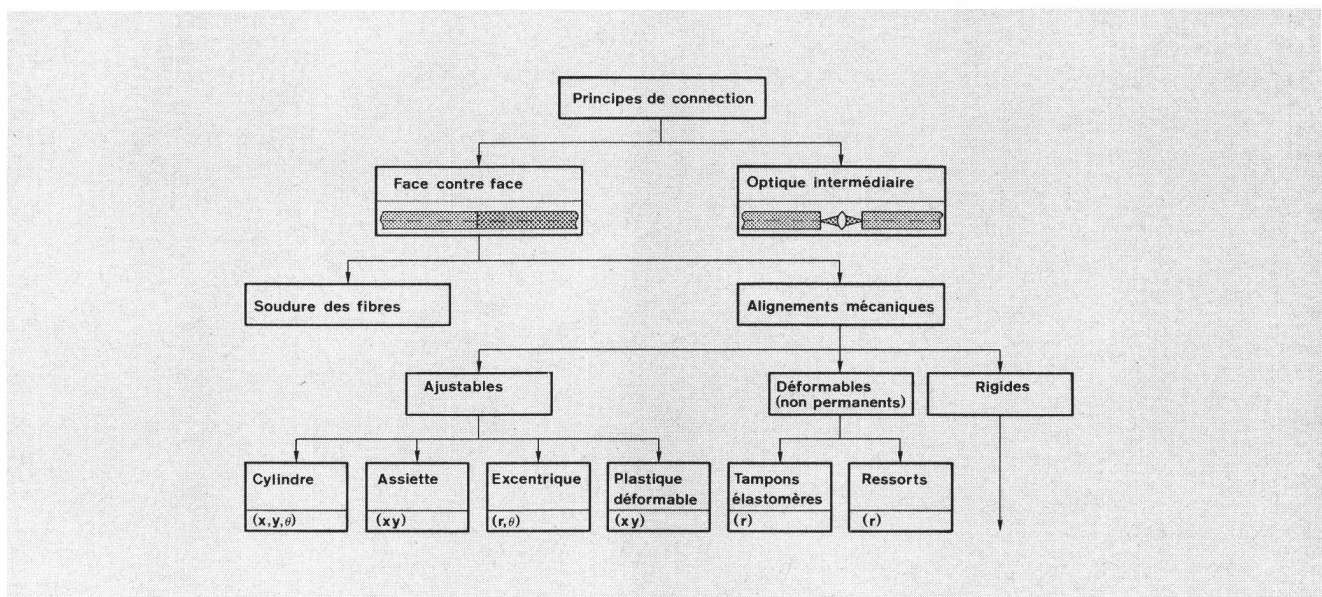 Principes de connection
Face contre face
Optique intermédiaire
Soudure des fibres
Alignements mécaniques
Ajustables
Déformables
(non permanents)
Rigides
Cylindre
(x,y,θ)
Assiette
(xy)
Excentrique
(r,θ)
Plastique
déformable
(xy)
Tampons
élastomères
(r)
Ressorts
(r)